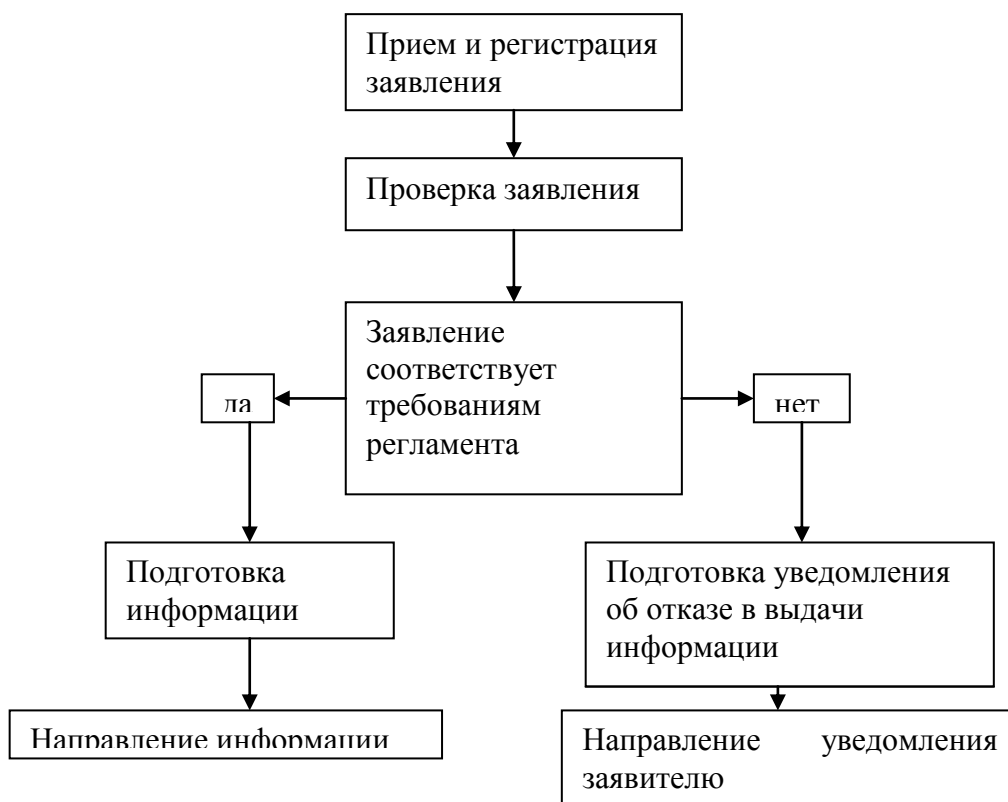 Прием и регистрация
заявления
Проверка заявления
Заявление
соответствует
требованиям
регламента
да
нет
Подготовка
информации
Подготовка уведомления
об отказе в выдачи
информации
Направление информации
Направление уведомления
заявителю